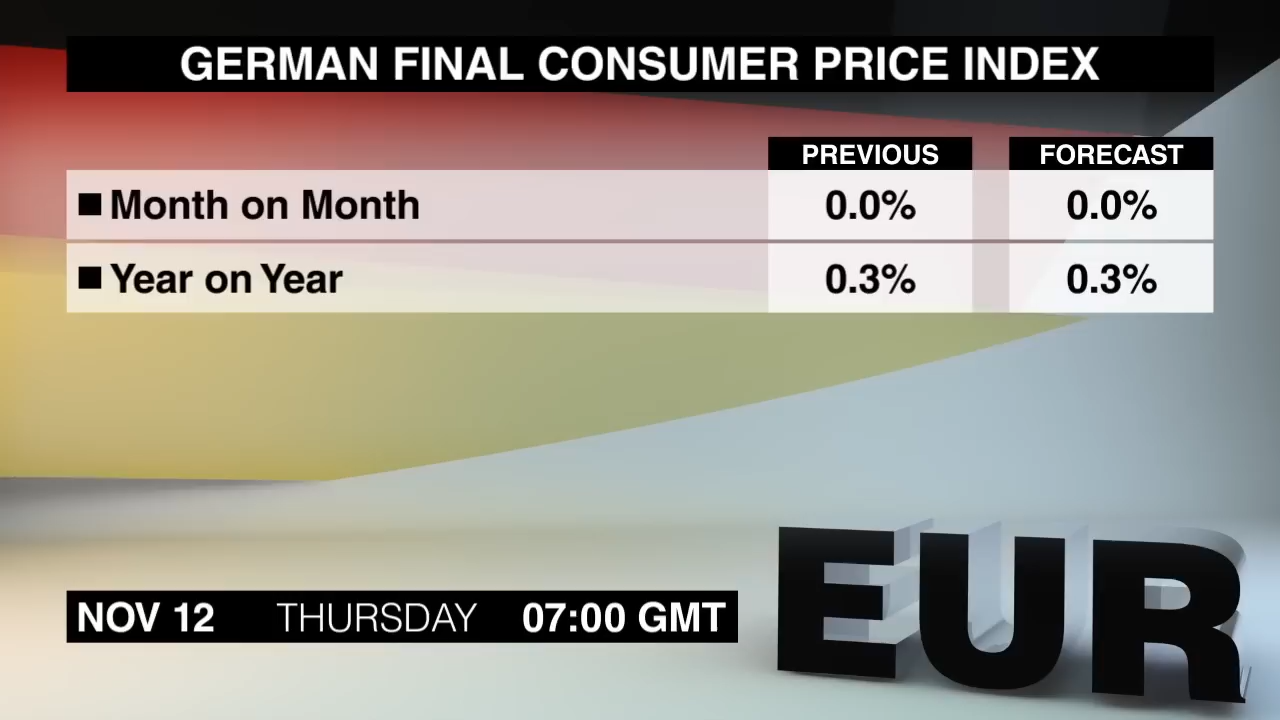 GERMAN FINAL CONSUMER PRICE INDEX
PREVIOUS FORECAST
Month on Month 0.0% 0.0%
Year on Year 0.3% 0.3%
NOV 12 THURSDAY 07:00 GMT
EUR